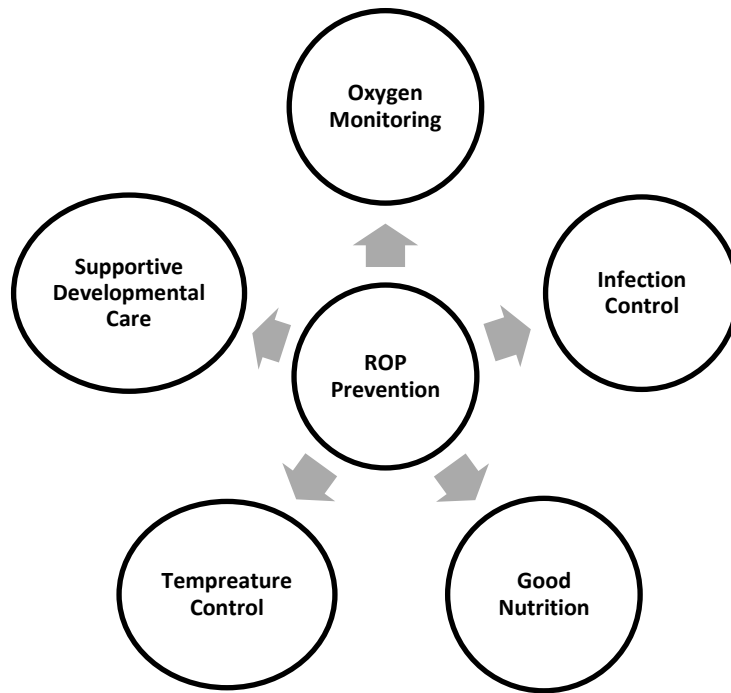 Oxygen
Monitoring
Supportive
Developmental
Care
Infection
Control
ROP
Prevention
Tempreature
Control
Good
Nutrition